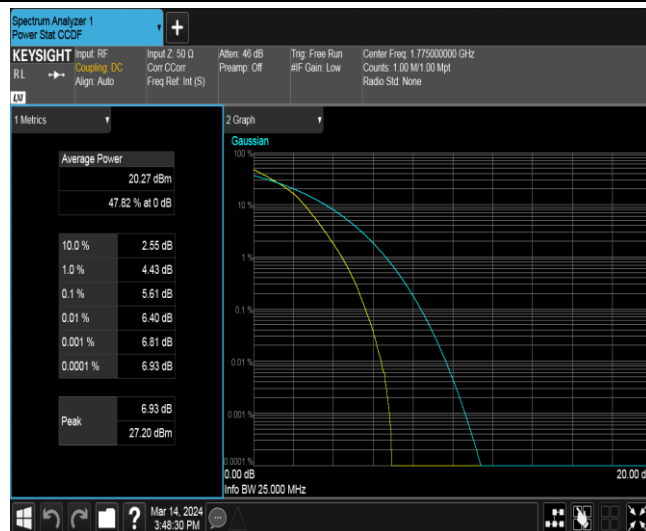 Spectrum Analyzer 1
Power Stat CCDF
+
KEYSIGHT
RL
LXI
Input: RF
Coupling: DC
Align: Auto
Input Z: 50 Ω
Corr CCorr
Freq Ref: Int (S)
Atten: 46 dB
Preamp: Off
Trig: Free Run
#IF Gain: Low
Center Freq: 1.775000000 GHz
Counts: 1.00 M/1.00 Mpt
Radio Std: None
1 Metrics
Average Power
20.27 dBm
47.82 % at 0 dB
10.0 % 2.55 dB
1.0 % 4.43 dB
0.1 % 5.61 dB
0.01 % 6.40 dB
0.001 % 6.81 dB
0.0001 % 6.93 dB
Peak
6.93 dB
27.20 dBm
2 Graph
Gaussian
100 %
10 %
1 %
0.1 %
0.01 %
0.001 %
0.0001 %
0.00 dB
20.00 d
Info BW 25.000 MHz
?
Mar 14, 2024
3:48:30 PM